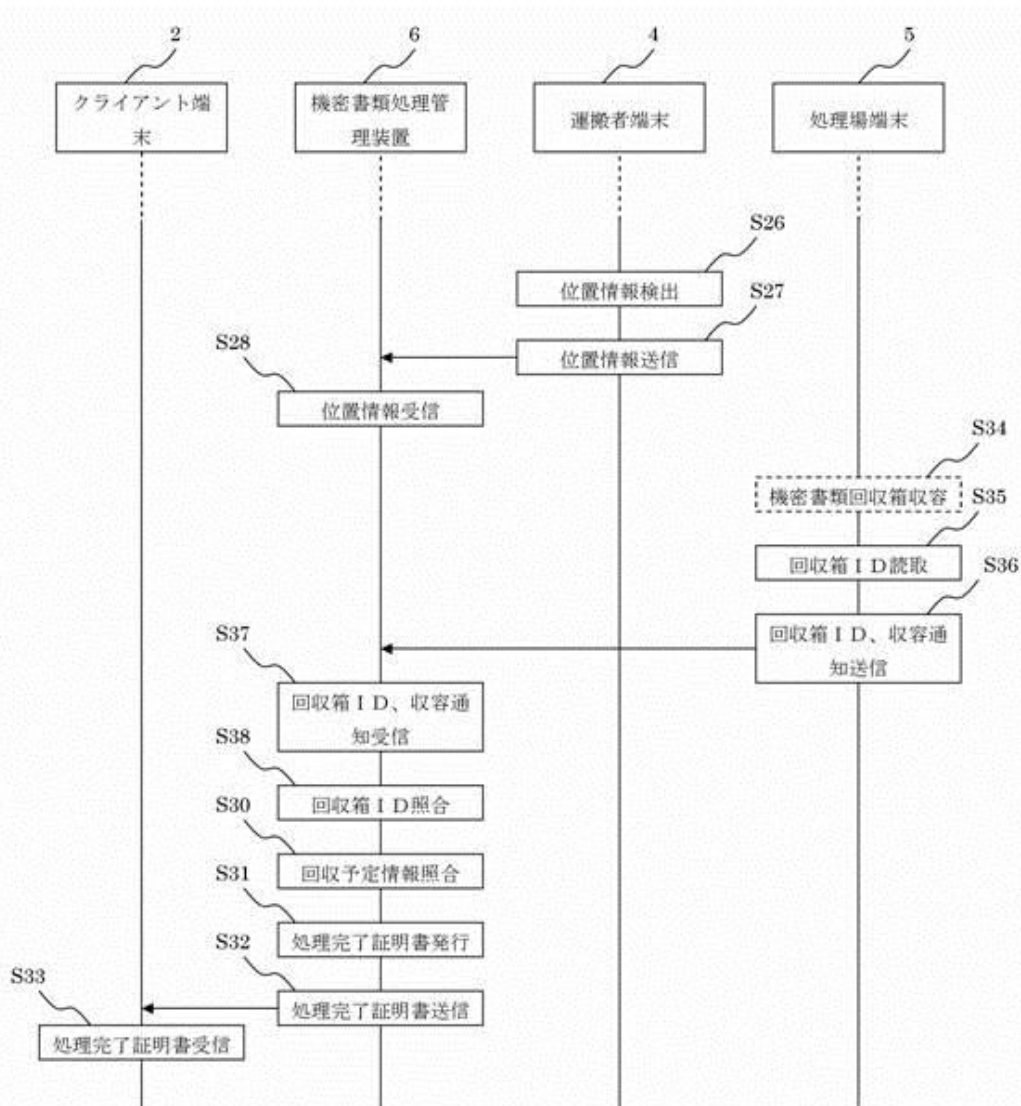 2
6
4
5
クライアント端
末
機密書類処理管
理装置
運搬者端末
処理場端末
S26
位置情報検出
S27
位置情報送信
S28
位置情報受信
S34
機密書類回収箱収容
S35
回収箱ＩＤ読取
S36
回収箱ＩＤ、収容通
知送信
S37
回収箱ＩＤ、収容通
知受信
S38
回収箱ＩＤ照合
S30
回収予定情報照合
S31
処理完了証明書発行
S32
処理完了証明書送信
S33
処理完了証明書受信